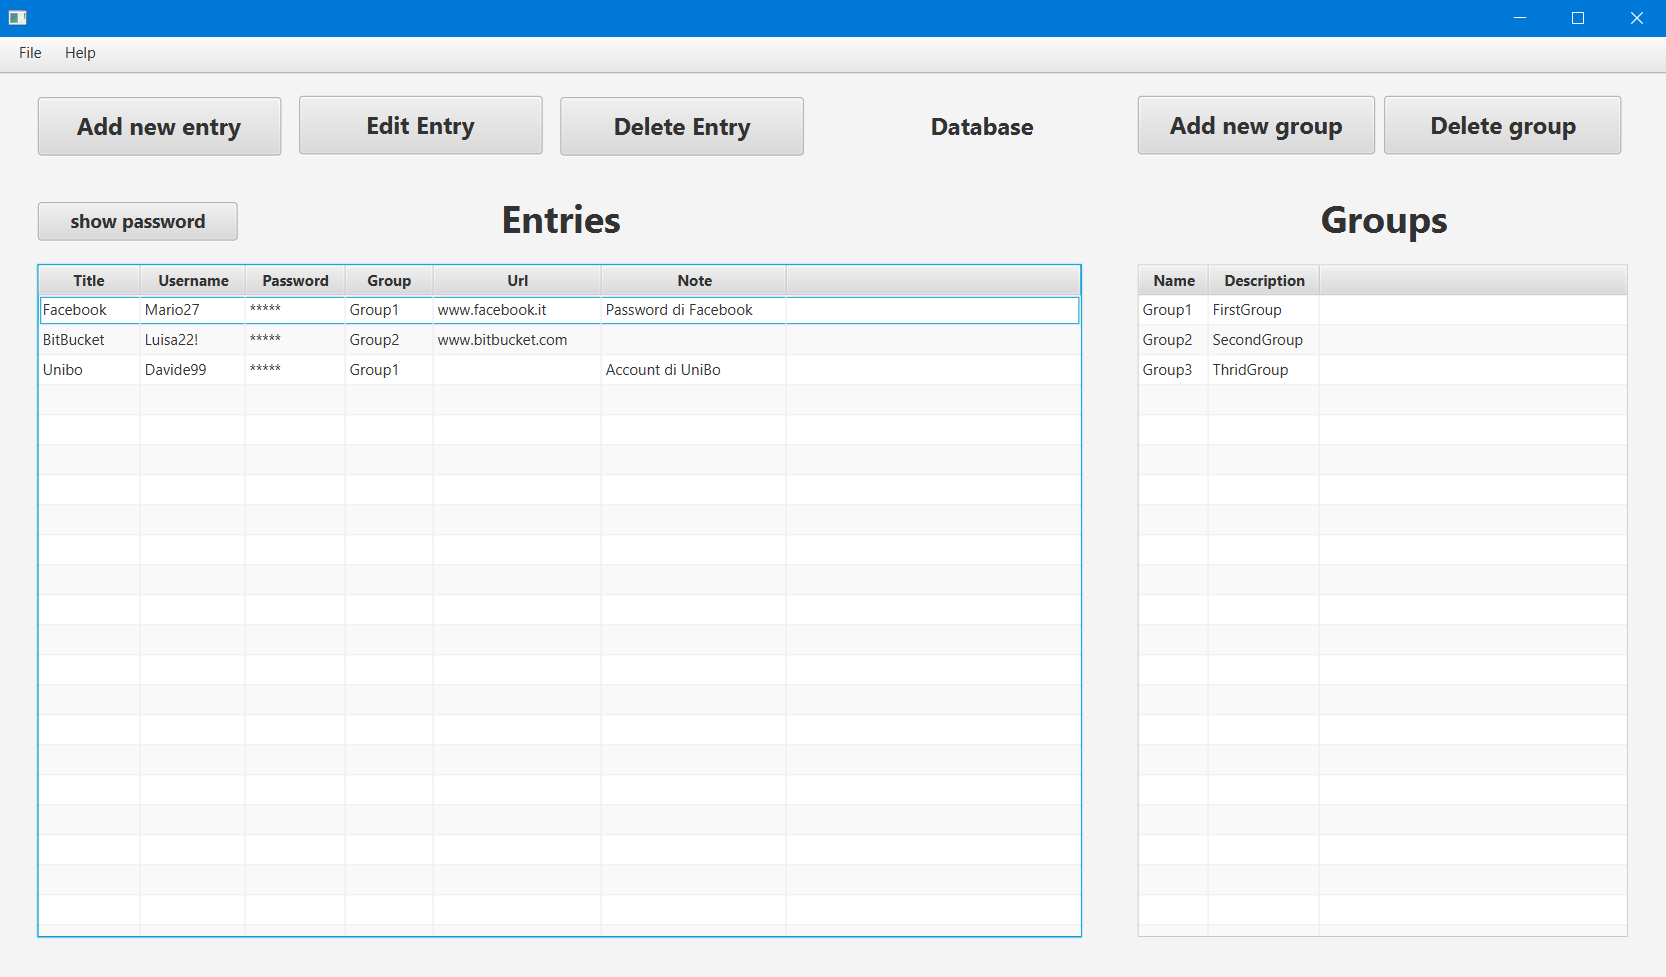 File Help
Add new entry Edit Entry Delete Entry Database Add new group Delete group
show password Entries Groups
Title Username Password Group Url Note Name Description
Facebook Mario27 ***** Group1 www.facebook.it Password di Facebook Group1 FirstGroup
BitBucket Luisa22! ***** Group2 www.bitbucket.com Group2 SecondGroup
Unibo Davide99 ***** Group1 Account di UniBo Group3 ThridGroup